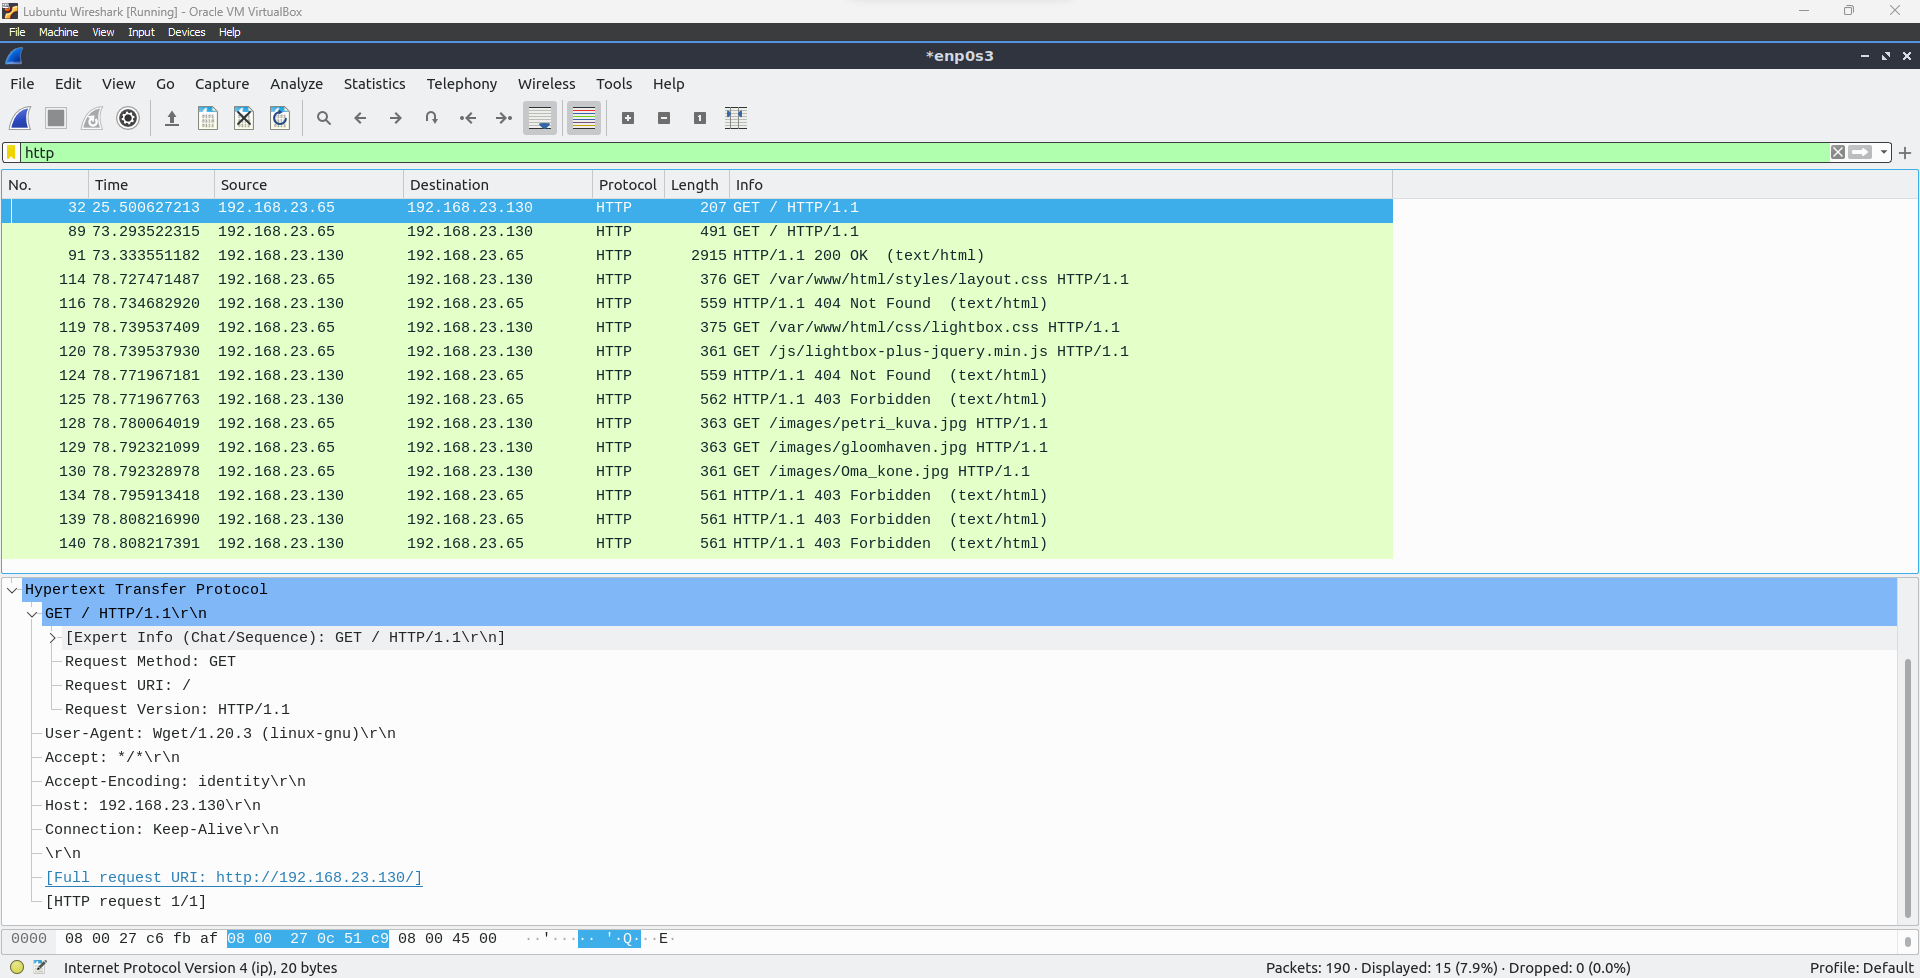 Lubuntu Wireshark [Running] - Oracle VM VirtualBox
File Machine View Input Devices Help
*enp0s3
File Edit View Go Capture Analyze Statistics Telephony Wireless Tools Help
http
No. Time Source Destination Protocol Length Info
32 25.500627213 192.168.23.65 192.168.23.130 HTTP 207 GET / HTTP/1.1
89 73.293522315 192.168.23.65 192.168.23.130 HTTP 491 GET / HTTP/1.1
91 73.333551182 192.168.23.130 192.168.23.65 HTTP 2915 HTTP/1.1 200 OK (text/html)
114 78.727471487 192.168.23.65 192.168.23.130 HTTP 376 GET /var/www/html/styles/layout.css HTTP/1.1
116 78.734682920 192.168.23.130 192.168.23.65 HTTP 559 HTTP/1.1 404 Not Found (text/html)
119 78.739537409 192.168.23.65 192.168.23.130 HTTP 375 GET /var/www/html/css/lightbox.css HTTP/1.1
120 78.739537930 192.168.23.65 192.168.23.130 HTTP 361 GET /js/lightbox-plus-jquery.min.js HTTP/1.1
124 78.771967181 192.168.23.130 192.168.23.65 HTTP 559 HTTP/1.1 404 Not Found (text/html)
125 78.771967763 192.168.23.130 192.168.23.65 HTTP 562 HTTP/1.1 403 Forbidden (text/html)
128 78.780064019 192.168.23.65 192.168.23.130 HTTP 363 GET /images/petri_kuva.jpg HTTP/1.1
129 78.792321099 192.168.23.65 192.168.23.130 HTTP 363 GET /images/gloomhaven.jpg HTTP/1.1
130 78.792328978 192.168.23.65 192.168.23.130 HTTP 361 GET /images/Oma_kone.jpg HTTP/1.1
134 78.795913418 192.168.23.130 192.168.23.65 HTTP 561 HTTP/1.1 403 Forbidden (text/html)
139 78.808216990 192.168.23.130 192.168.23.65 HTTP 561 HTTP/1.1 403 Forbidden (text/html)
140 78.808217391 192.168.23.130 192.168.23.65 HTTP 561 HTTP/1.1 403 Forbidden (text/html)
Hypertext Transfer Protocol
GET / HTTP/1.1\r\n
[Expert Info (Chat/Sequence): GET / HTTP/1.1\r\n]
Request Method: GET
Request URI: /
Request Version: HTTP/1.1
User-Agent: Wget/1.20.3 (linux-gnu)\r\n
Accept: */*\r\n
Accept-Encoding: identity\r\n
Host: 192.168.23.130\r\n
Connection: Keep-Alive\r\n
\r\n
[Full request URI: http://192.168.23.130/]
[HTTP request 1/1]
0000 08 00 27 c6 fb af 08 00 27 0c 51 c9 08 00 45 00 ··'····· '·Q···E·
Internet Protocol Version 4 (ip), 20 bytes Packets: 190 · Displayed: 15 (7.9%) · Dropped: 0 (0.0%) Profile: Default